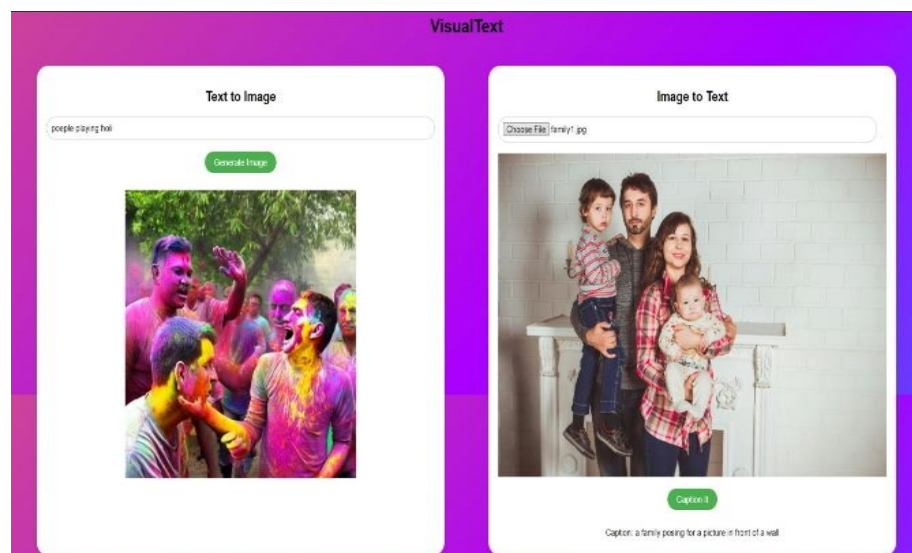 VisualText
Text to Image
poeple playing holi
Generate Image
Image to Text
Choose File family1.jpg
Caption It
Caption: a family posing for a picture in front of a wall